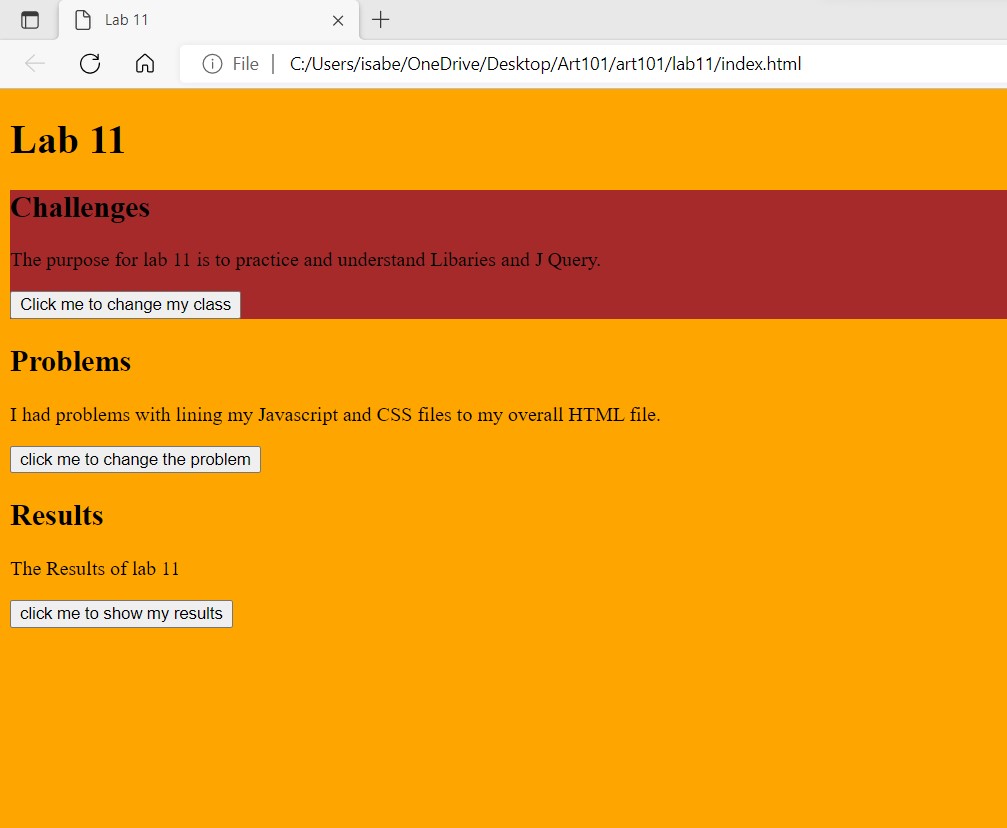 Lab 11
File
C:/Users/isabe/OneDrive/Desktop/Art101/art101/lab11/index.html
Lab 11
Challenges
The purpose for lab 11 is to practice and understand Libaries and J Query.
Click me to change my class
Problems
I had problems with lining my Javascript and CSS files to my overall HTML file.
click me to change the problem
Results
The Results of lab 11
click me to show my results